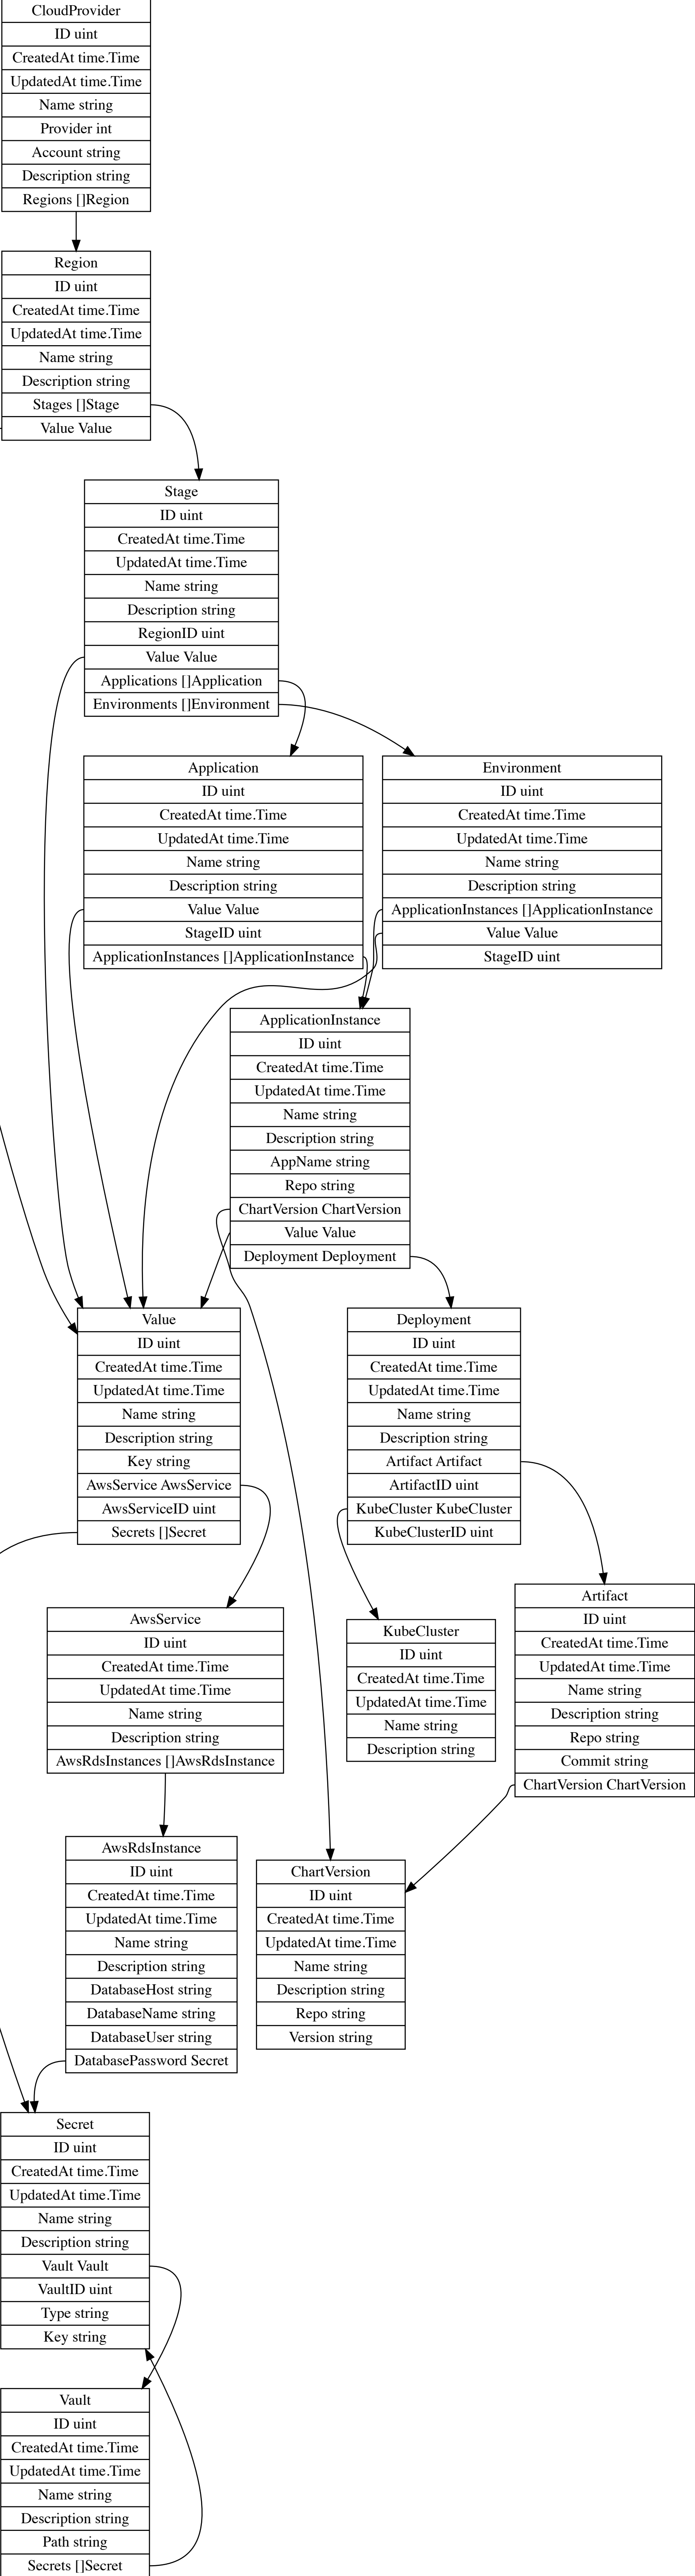 CloudProvider
ID uint
CreatedAt time.Time
UpdatedAt time.Time
Name string
Provider int
Account string
Description string
Regions []Region
Region
ID uint
CreatedAt time.Time
UpdatedAt time.Time
Name string
Description string
Stages []Stage
Value Value
Stage
ID uint
CreatedAt time.Time
UpdatedAt time.Time
Name string
Description string
RegionID uint
Value Value
Applications []Application
Environments []Environment
Application
ID uint
CreatedAt time.Time
UpdatedAt time.Time
Name string
Description string
Value Value
StageID uint
ApplicationInstances []ApplicationInstance
Environment
ID uint
CreatedAt time.Time
UpdatedAt time.Time
Name string
Description string
ApplicationInstances []ApplicationInstance
Value Value
StageID uint
ApplicationInstance
ID uint
CreatedAt time.Time
UpdatedAt time.Time
Name string
Description string
AppName string
Repo string
ChartVersion ChartVersion
Value Value
Deployment Deployment
Value
ID uint
CreatedAt time.Time
UpdatedAt time.Time
Name string
Description string
Key string
AwsService AwsService
AwsServiceID uint
Secrets []Secret
Deployment
ID uint
CreatedAt time.Time
UpdatedAt time.Time
Name string
Description string
Artifact Artifact
ArtifactID uint
KubeCluster KubeCluster
KubeClusterID uint
AwsService
ID uint
CreatedAt time.Time
UpdatedAt time.Time
Name string
Description string
AwsRdsInstances []AwsRdsInstance
KubeCluster
ID uint
CreatedAt time.Time
UpdatedAt time.Time
Name string
Description string
Artifact
ID uint
CreatedAt time.Time
UpdatedAt time.Time
Name string
Description string
Repo string
Commit string
ChartVersion ChartVersion
AwsRdsInstance
ID uint
CreatedAt time.Time
UpdatedAt time.Time
Name string
Description string
DatabaseHost string
DatabaseName string
DatabaseUser string
DatabasePassword Secret
ChartVersion
ID uint
CreatedAt time.Time
UpdatedAt time.Time
Name string
Description string
Repo string
Version string
Secret
ID uint
CreatedAt time.Time
UpdatedAt time.Time
Name string
Description string
Vault Vault
VaultID uint
Type string
Key string
Vault
ID uint
CreatedAt time.Time
UpdatedAt time.Time
Name string
Description string
Path string
Secrets []Secret